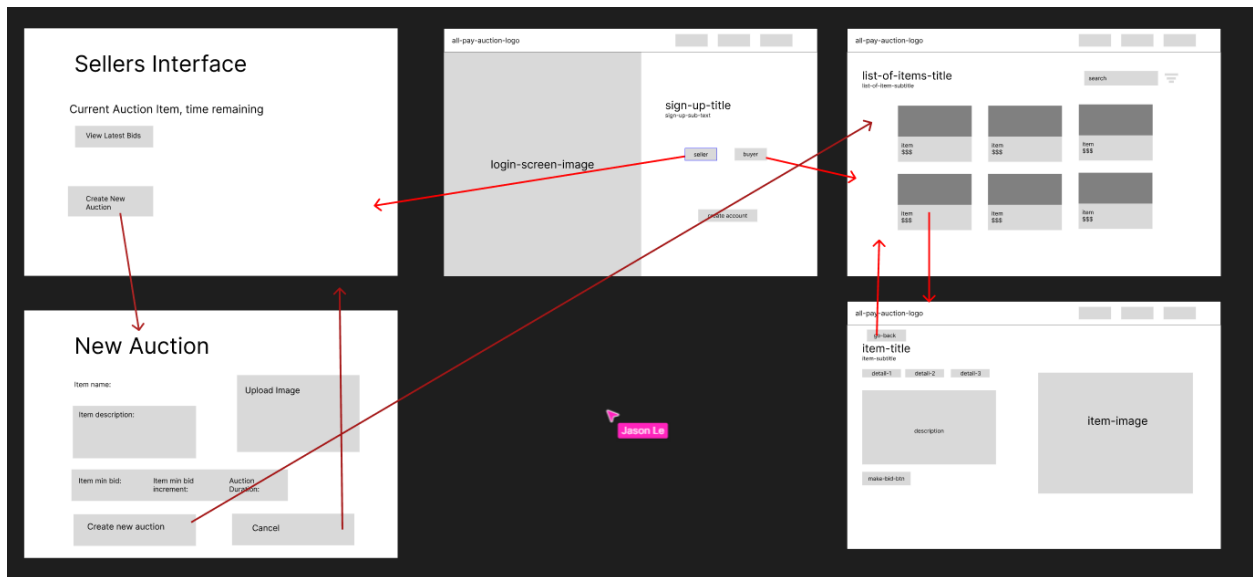 Sellers Interface
Current Auction Item, time remaining
View Latest Bids
Create New
Auction
New Auction
Item name:
Upload Image
Item description:
Item min bid:
Item min bid
increment:
Auction
Duration:
Create new auction
Cancel
all-pay-auction-logo
login-screen-image
sign-up-title
sign-up-sub-text
seller
buyer
create account
Jason Le
all-pay-auction-logo
list-of-items-title
list-of-item-subtitle
search
item
$$$
item
$$$
item
$$$
item
$$$
item
$$$
item
$$$
all-pay-auction-logo
go-back
item-title
item-subtitle
detail-1
detail-2
detail-3
description
item-image
make-bid-btn